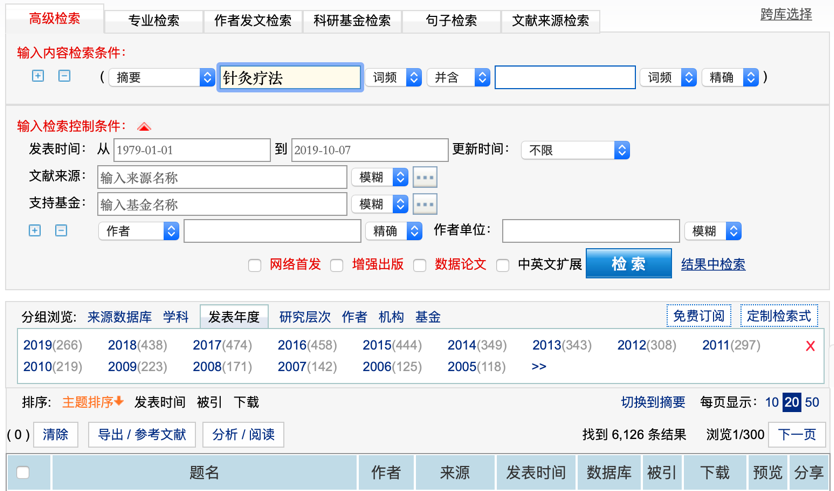 高级检索 专业检索 作者发文检索 科研基金检索 句子检索 文献来源检索 跨库选择
输入内容检索条件：
( 摘要 针灸疗法 词频 并含 词频 精确 )
输入检索控制条件：
发表时间： 从 1979-01-01 到 2019-10-07 更新时间： 不限
文献来源： 输入来源名称 模糊
支持基金： 输入基金名称 模糊
作者 精确 作者单位： 模糊
网络首发 增强出版 数据论文 中英文扩展 检索 结果中检索
分组浏览: 来源数据库 学科 发表年度 研究层次 作者 机构 基金 免费订阅 定制检索式
2019(266) 2018(438) 2017(474) 2016(458) 2015(444) 2014(349) 2013(343) 2012(308) 2011(297) X
2010(219) 2009(223) 2008(171) 2007(142) 2006(125) 2005(118) >>
排序: 主题排序 发表时间 被引 下载 切换到摘要 每页显示: 10 20 50
( 0 ) 清除 导出 / 参考文献 分析 / 阅读 找到 6,126 条结果 浏览1/300 下一页
题名 作者 来源 发表时间 数据库 被引 下载 预览 分享